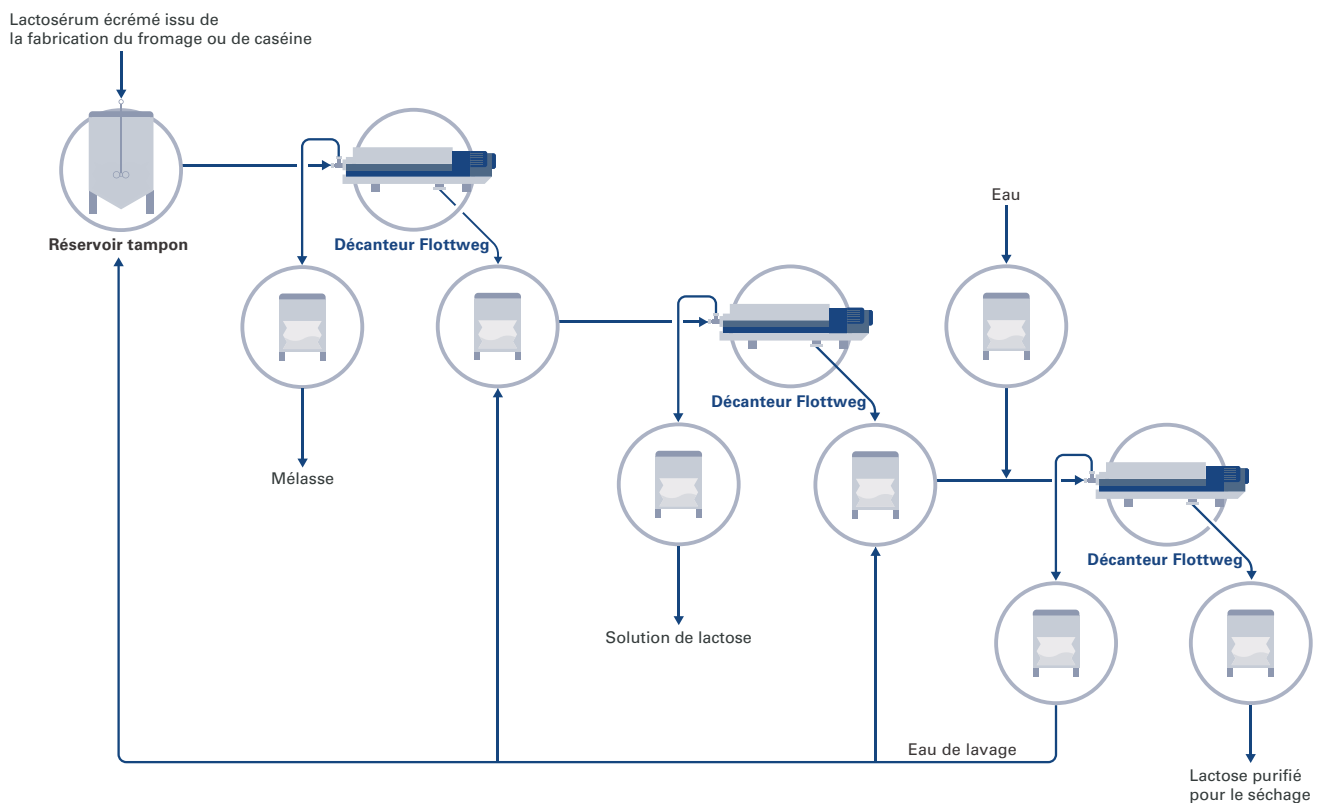 Lactosérum écrémé issu de
la fabrication du fromage ou de caséine
Réservoir tampon
Décanteur Flottweg
Eau
Décanteur Flottweg
Mélasse
Décanteur Flottweg
Solution de lactose
Eau de lavage
Lactose purifié
pour le séchage